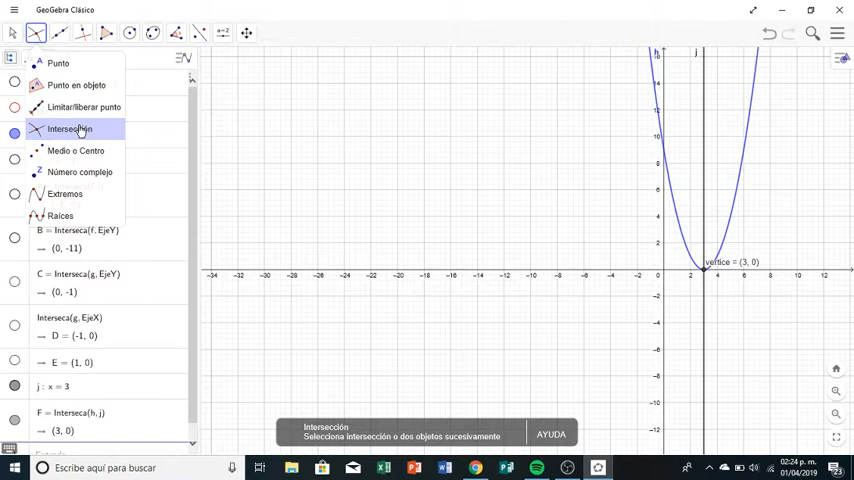 GeoGebra Clásico
a=2
Punto
Punto en objeto
Limitar/liberar punto
Intersección
Medio o Centro
Número complejo
Extremos
Raíces
B = Interseca(f, EjeY)
→ (0, -11)
C = Interseca(g, EjeY)
→ (0, -1)
Interseca(g, EjeX)
→ D = (-1, 0)
→ E = (1, 0)
j : x = 3
F = Interseca(h, j)
→ (3, 0)
h
j
16
14
12
10
8
6
4
2
vertice = (3, 0)
-34 -32 -30 -28 -26 -24 -22 -20 -18 -16 -14 -12 -10 -8 -6 -4 -2 0 2 4 6 8 10 12
-2
-4
-6
-8
-10
-12
Intersección
Selecciona intersección o dos objetos sucesivamente
AYUDA
Escribe aquí para buscar
02:24 p. m.
01/04/2019
23